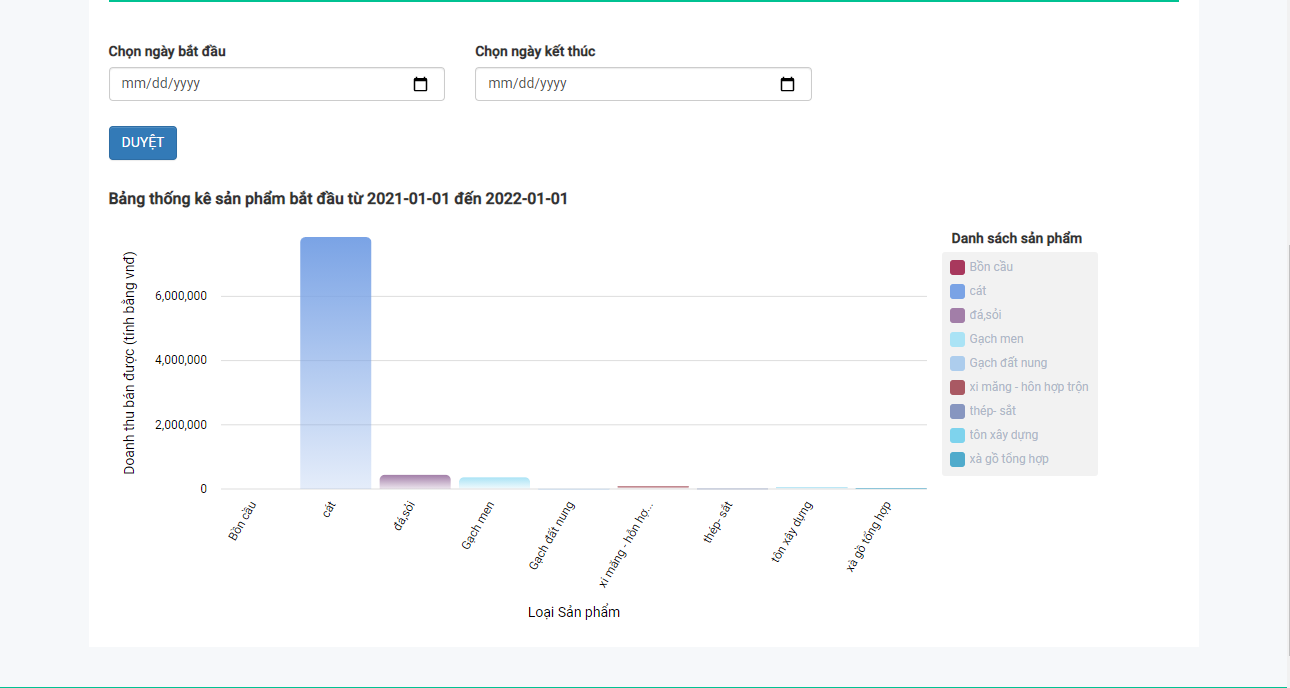 Chọn ngày bắt đầu
Chọn ngày kết thúc
mm/dd/yyyy
mm/dd/yyyy
DUYỆT
Bảng thống kê sản phẩm bắt đầu từ 2021-01-01 đến 2022-01-01
Doanh thu bán được (tính bằng vnđ)
6,000,000
4,000,000
2,000,000
0
Bồn cầu
cát
đá,sỏi
Gạch men
Gạch đất nung
xi măng - hỗn hợ...
thép- sắt
tôn xây dựng
xà gồ tổng hợp
Loại Sản phẩm
Danh sách sản phẩm
Bồn cầu
cát
đá,sỏi
Gạch men
Gạch đất nung
xi măng - hỗn hợp trộn
thép- sắt
tôn xây dựng
xà gồ tổng hợp